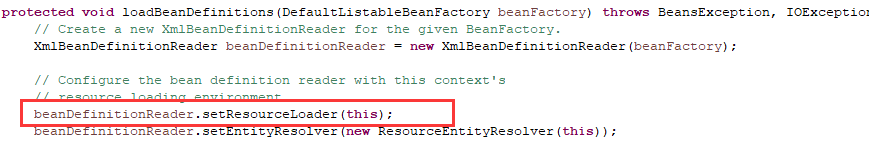 protected void loadBeanDefinitions(DefaultListableBeanFactory beanFactory) throws BeansException, IOException
// Create a new XmlBeanDefinitionReader for the given BeanFactory.
XmlBeanDefinitionReader beanDefinitionReader = new XmlBeanDefinitionReader(beanFactory);
// Configure the bean definition reader with this context's
// resource loading environment
beanDefinitionReader.setResourceLoader(this);
beanDefinitionReader.setEntityResolver(new ResourceEntityResolver(this));